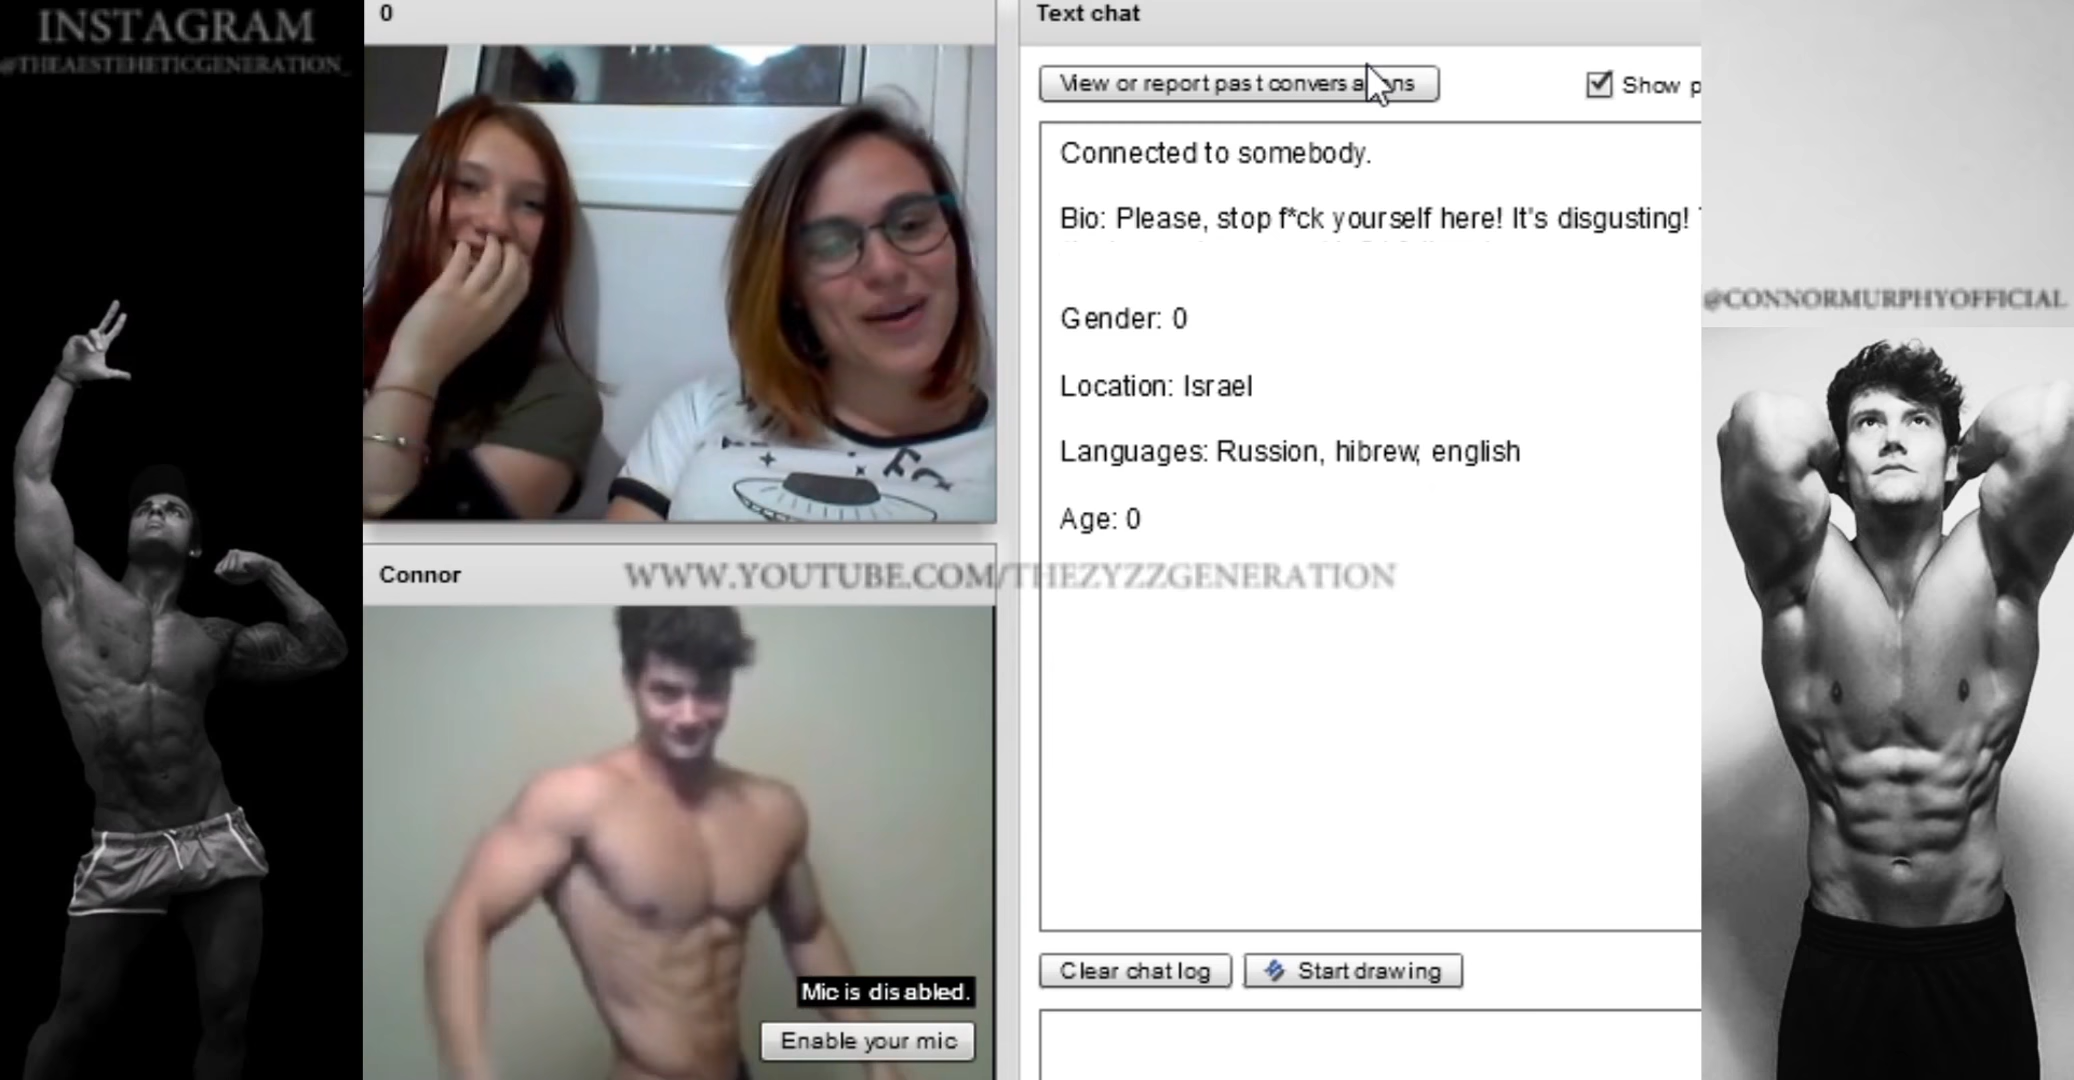 INSTAGRAM
@THEAESTEHETICGENERATION_
0
Text chat
View or report past convers a ns
Show p
Connected to somebody.
Bio: Please, stop f*ck yourself here! It's disgusting!
Gender: 0
Location: Israel
Languages: Russion, hibrew, english
Age: 0
@CONNORMURPHYOFFICIAL
Connor
WWW.YOUTUBE.COM/THEZYZZGENERATION
Mic is disabled.
Enable your mic
Clear chat log
Start drawing